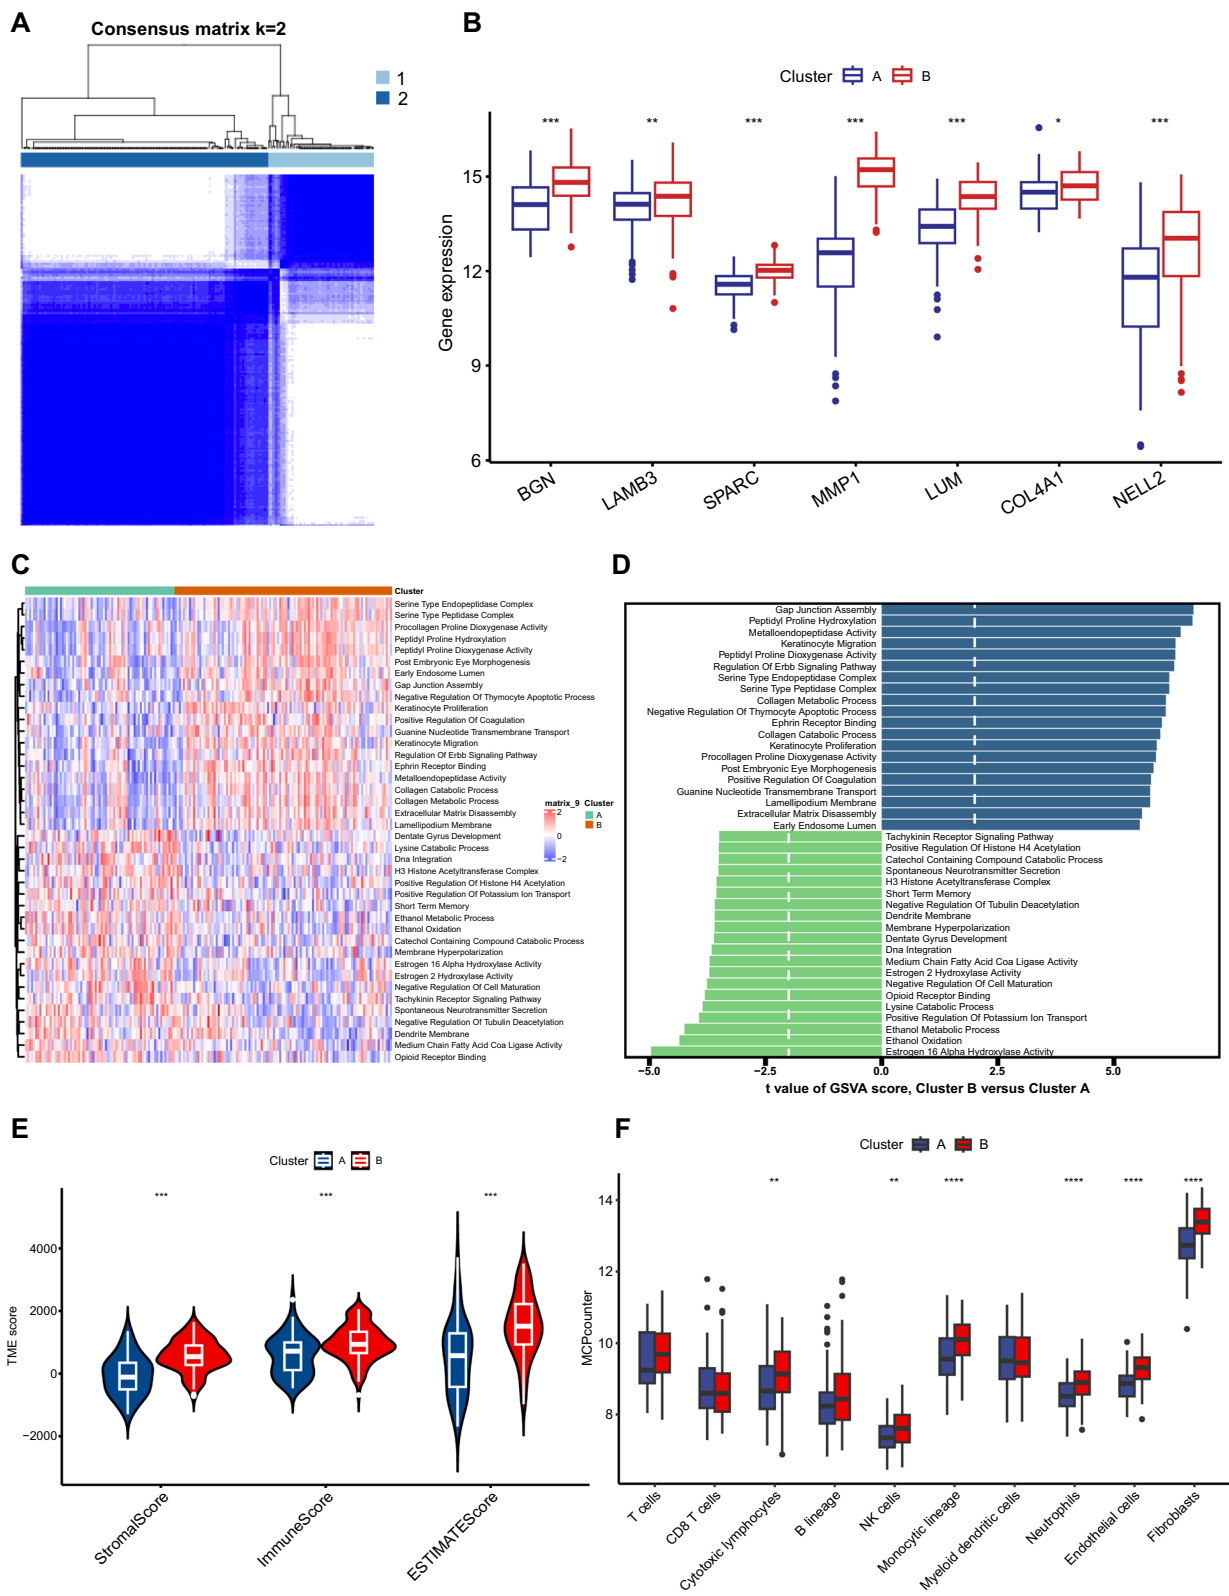 A
Consensus matrix k=2
1
2
B
Cluster A B
*** ** *** *** *** * ***
Gene expression
15
12
9
6
BGN
LAMB3
SPARC
MMP1
LUM
COL4A1
NELL2
C
Cluster
Serine Type Endopeptidase Complex
Serine Type Peptidase Complex
Procollagen Proline Dioxygenase Activity
Peptidyl Proline Hydroxylation
Peptidyl Proline Dioxygenase Activity
Post Embryonic Eye Morphogenesis
Early Endosome Lumen
Gap Junction Assembly
Negative Regulation Of Thymocyte Apoptotic Process
Keratinocyte Proliferation
Positive Regulation Of Coagulation
Guanine Nucleotide Transmembrane Transport
Keratinocyte Migration
Regulation Of Erbb Signaling Pathway
Ephrin Receptor Binding
Metalloendopeptidase Activity
Collagen Catabolic Process
Collagen Metabolic Process
Extracellular Matrix Disassembly
Lamellipodium Membrane
Dentate Gyrus Development
Lysine Catabolic Process
Dna Integration
H3 Histone Acetyltransferase Complex
Positive Regulation Of Histone H4 Acetylation
Positive Regulation Of Potassium Ion Transport
Short Term Memory
Ethanol Metabolic Process
Ethanol Oxidation
Catechol Containing Compound Catabolic Process
Membrane Hyperpolarization
Estrogen 16 Alpha Hydroxylase Activity
Estrogen 2 Hydroxylase Activity
Negative Regulation Of Cell Maturation
Tachykinin Receptor Signaling Pathway
Spontaneous Neurotransmitter Secretion
Negative Regulation Of Tubulin Deacetylation
Dendrite Membrane
Medium Chain Fatty Acid Coa Ligase Activity
Opioid Receptor Binding
matrix_9 Cluster
2 A
0 B
−2
D
Gap Junction Assembly
Peptidyl Proline Hydroxylation
Metalloendopeptidase Activity
Keratinocyte Migration
Peptidyl Proline Dioxygenase Activity
Regulation Of Erbb Signaling Pathway
Serine Type Endopeptidase Complex
Serine Type Peptidase Complex
Collagen Metabolic Process
Negative Regulation Of Thymocyte Apoptotic Process
Ephrin Receptor Binding
Collagen Catabolic Process
Keratinocyte Proliferation
Procollagen Proline Dioxygenase Activity
Post Embryonic Eye Morphogenesis
Positive Regulation Of Coagulation
Guanine Nucleotide Transmembrane Transport
Lamellipodium Membrane
Extracellular Matrix Disassembly
Early Endosome Lumen
Tachykinin Receptor Signaling Pathway
Positive Regulation Of Histone H4 Acetylation
Catechol Containing Compound Catabolic Process
Spontaneous Neurotransmitter Secretion
H3 Histone Acetyltransferase Complex
Short Term Memory
Negative Regulation Of Tubulin Deacetylation
Dendrite Membrane
Membrane Hyperpolarization
Dentate Gyrus Development
Dna Integration
Medium Chain Fatty Acid Coa Ligase Activity
Estrogen 2 Hydroxylase Activity
Negative Regulation Of Cell Maturation
Opioid Receptor Binding
Lysine Catabolic Process
Positive Regulation Of Potassium Ion Transport
Ethanol Metabolic Process
Ethanol Oxidation
Estrogen 16 Alpha Hydroxylase Activity
−5.0 −2.5 0.0 2.5 5.0
t value of GSVA score, Cluster B versus Cluster A
E
Cluster A B
*** *** ***
TME score
4000
2000
0
−2000
StromalScore
ImmuneScore
ESTIMATEScore
F
Cluster A B
** ** **** **** **** ****
MCPcounter
14
12
10
8
T cells
CD8 T cells
Cytotoxic lymphocytes
B lineage
NK cells
Monocytic lineage
Myeloid dendritic cells
Neutrophils
Endothelial cells
Fibroblasts